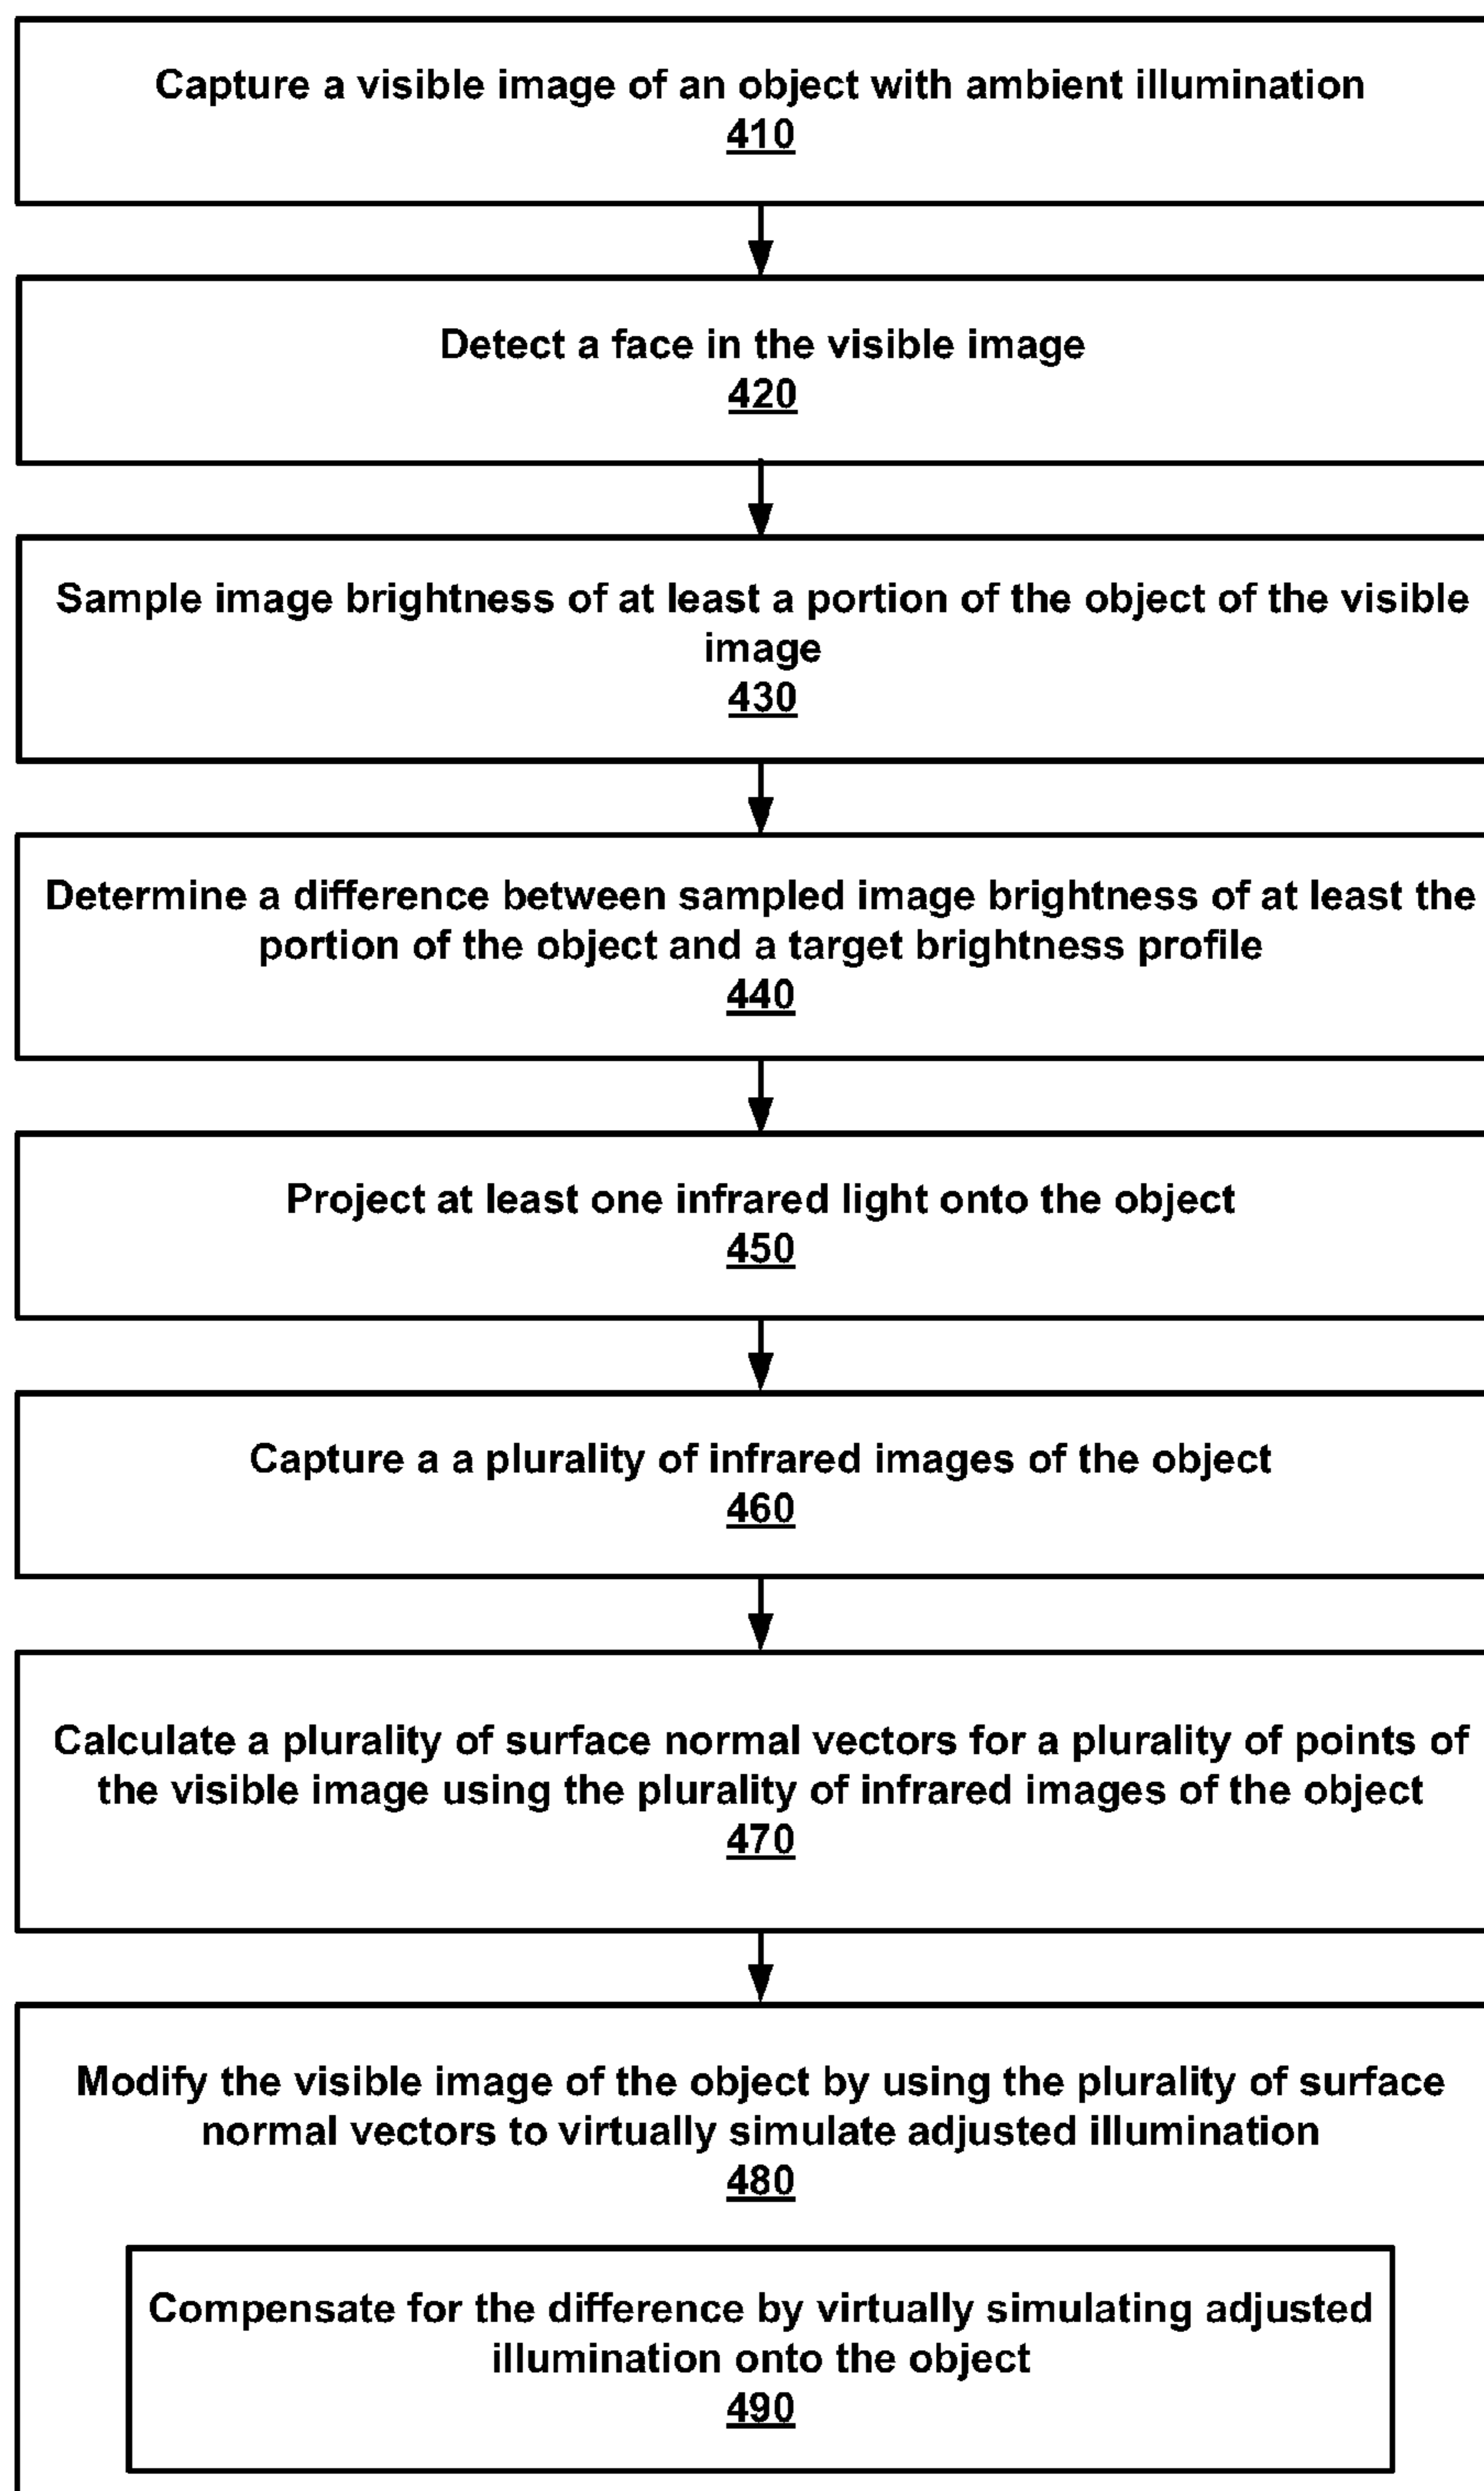 Capture a visible image of an object with ambient illumination
410
Detect a face in the visible image
420
Sample image brightness of at least a portion of the object of the visible
image
430
Determine a difference between sampled image brightness of at least the
portion of the object and a target brightness profile
440
Project at least one infrared light onto the object
450
Capture a a plurality of infrared images of the object
460
Calculate a plurality of surface normal vectors for a plurality of points of
the visible image using the plurality of infrared images of the object
470
Modify the visible image of the object by using the plurality of surface
normal vectors to virtually simulate adjusted illumination
480
Compensate for the difference by virtually simulating adjusted
illumination onto the object
490